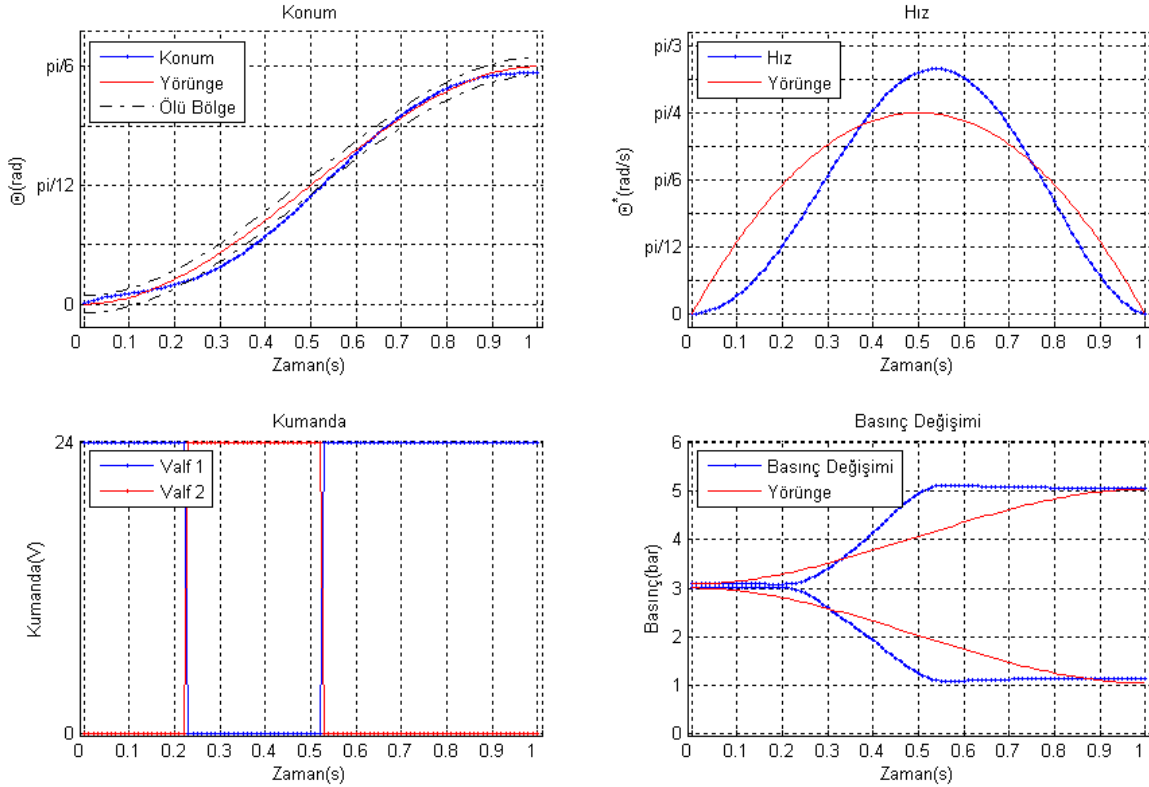 Konum
pi/6
pi/12
0
Θ(rad)
Konum
Yörünge
Ölü Bölge
0 0.1 0.2 0.3 0.4 0.5 0.6 0.7 0.8 0.9 1
Zaman(s)
Hız
pi/3
pi/4
pi/6
pi/12
0
Θ*(rad/s)
Hız
Yörünge
0 0.1 0.2 0.3 0.4 0.5 0.6 0.7 0.8 0.9 1
Zaman(s)
Kumanda
24
0
Kumanda(V)
Valf 1
Valf 2
0 0.1 0.2 0.3 0.4 0.5 0.6 0.7 0.8 0.9 1
Zaman(s)
Basınç Değişimi
6
5
4
3
2
1
0
Basınç(bar)
Basınç Değişimi
Yörünge
0 0.1 0.2 0.3 0.4 0.5 0.6 0.7 0.8 0.9 1
Zaman(s)